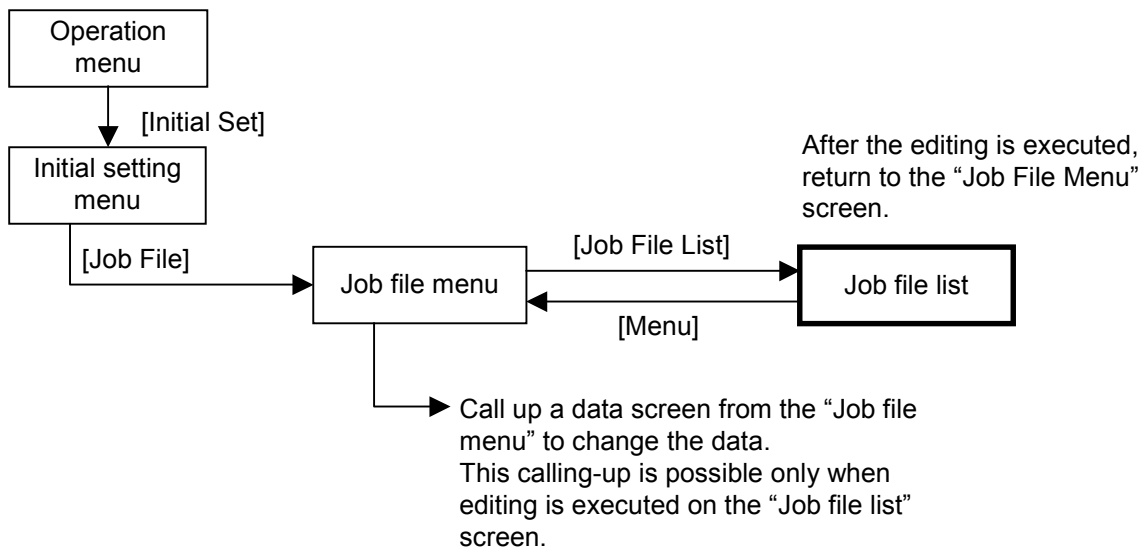 Operation
menu
[Initial Set]
Initial setting
menu
After the editing is executed,
return to the “Job File Menu”
screen.
[Job File]
[Job File List]
Job file menu
Job file list
[Menu]
Call up a data screen from the “Job file
menu” to change the data.
This calling-up is possible only when
editing is executed on the “Job file list”
screen.